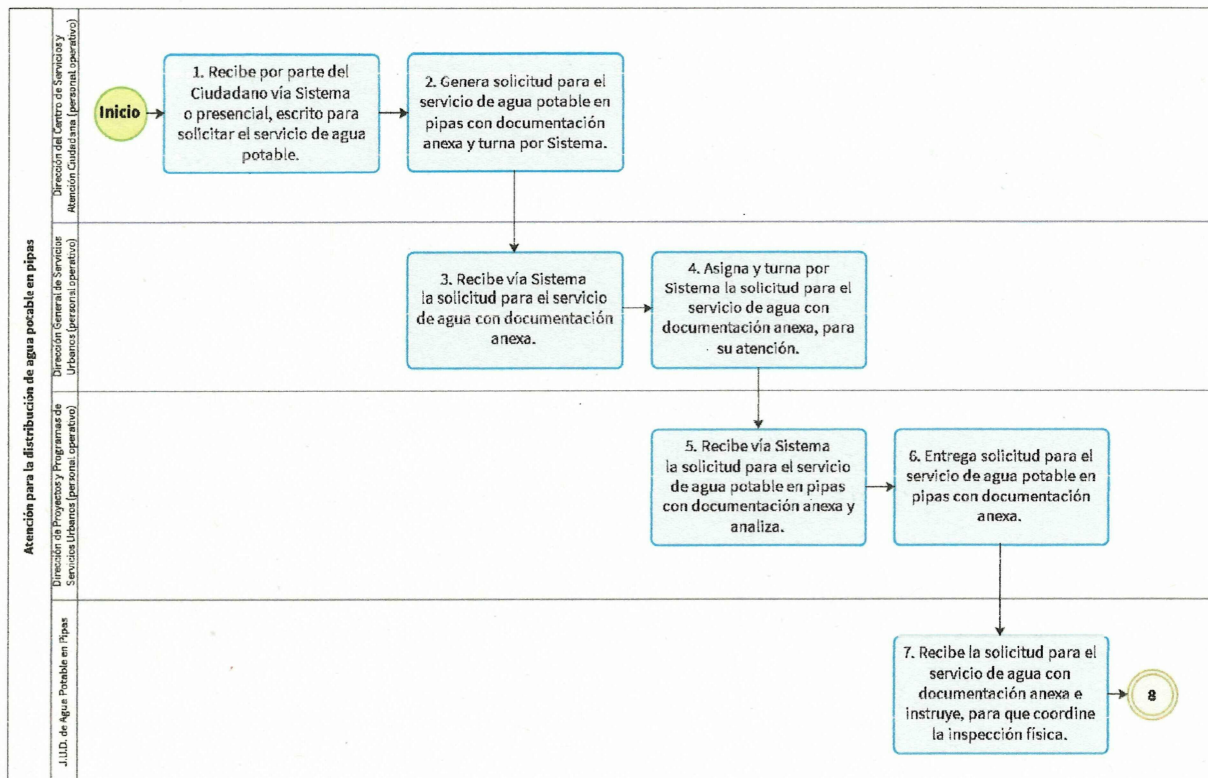 Atención para la distribución de agua potable en pipas
Dirección del Centro de Servicios y
Atención Ciudadana (personal operativo)
Inicio
1. Recibe por parte del
Ciudadano vía Sistema
o presencial, escrito para
solicitar el servicio de agua
potable.
2. Genera solicitud para el
servicio de agua potable en
pipas con documentación
anexa y turna por Sistema.
Dirección General de Servicios
Urbanos (personal operativo)
3. Recibe vía Sistema
la solicitud para el servicio
de agua con documentación
anexa.
4. Asigna y turna por
Sistema la solicitud para el
servicio de agua con
documentación anexa, para
su atención.
Dirección de Proyectos y Programas de
Servicios Urbanos (personal operativo)
5. Recibe vía Sistema
la solicitud para el servicio
de agua potable en pipas
con documentación anexa y
analiza.
6. Entrega solicitud para el
servicio de agua potable en
pipas con documentación
anexa.
J.U.D. de Agua Potable en Pipas
7. Recibe la solicitud para el
servicio de agua con
documentación anexa e
instruye, para que coordine
la inspección física.
8